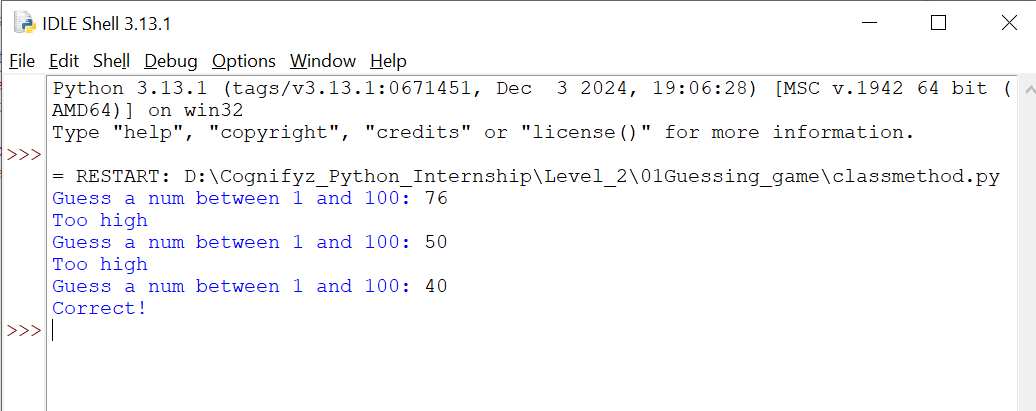 IDLE Shell 3.13.1
File Edit Shell Debug Options Window Help
Python 3.13.1 (tags/v3.13.1:0671451, Dec  3 2024, 19:06:28) [MSC v.1942 64 bit (
AMD64)] on win32
Type "help", "copyright", "credits" or "license()" for more information.
>>>
= RESTART: D:\Cognifyz_Python_Internship\Level_2\01Guessing_game\classmethod.py
Guess a num between 1 and 100: 76
Too high
Guess a num between 1 and 100: 50
Too high
Guess a num between 1 and 100: 40
Correct!
>>>